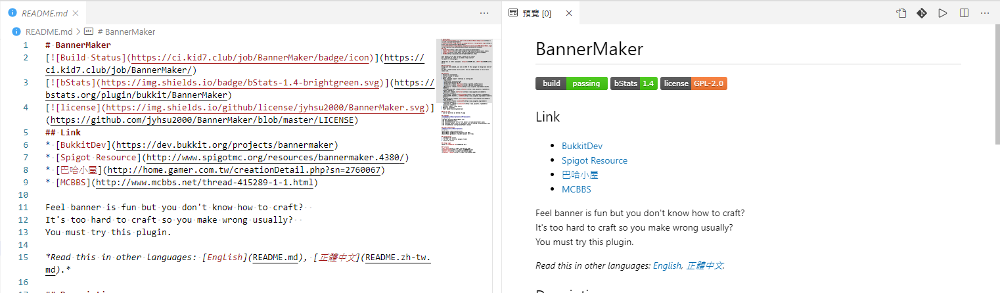 README.md
README.md > # BannerMaker
1 # BannerMaker
2 [![Build Status](https://ci.kid7.club/job/BannerMaker/badge/icon)](https://
ci.kid7.club/job/BannerMaker/)
3 [![bStats](https://img.shields.io/badge/bStats-1.4-brightgreen.svg)](https://
bstats.org/plugin/bukkit/BannerMaker)
4 [![license](https://img.shields.io/github/license/jyhsu2000/BannerMaker.svg)]
(https://github.com/jyhsu2000/BannerMaker/blob/master/LICENSE)
5 ## Link
6 * [BukkitDev](https://dev.bukkit.org/projects/bannermaker)
7 * [Spigot Resource](http://www.spigotmc.org/resources/bannermaker.4380/)
8 * [巴哈小屋](http://home.gamer.com.tw/creationDetail.php?sn=2760067)
9 * [MCBBS](http://www.mcbbs.net/thread-415289-1-1.html)
10
11 Feel banner is fun but you don't know how to craft?
12 It's too hard to craft so you make wrong usually?
13 You must try this plugin.
14
15 *Read this in other languages: [English](README.md), [正體中文](README.zh-tw.
md).*
16
預覽 [0]
BannerMaker
build passing bStats 1.4 license GPL-2.0
Link
• BukkitDev
• Spigot Resource
• 巴哈小屋
• MCBBS
Feel banner is fun but you don't know how to craft?
It's too hard to craft so you make wrong usually?
You must try this plugin.
Read this in other languages: English, 正體中文.